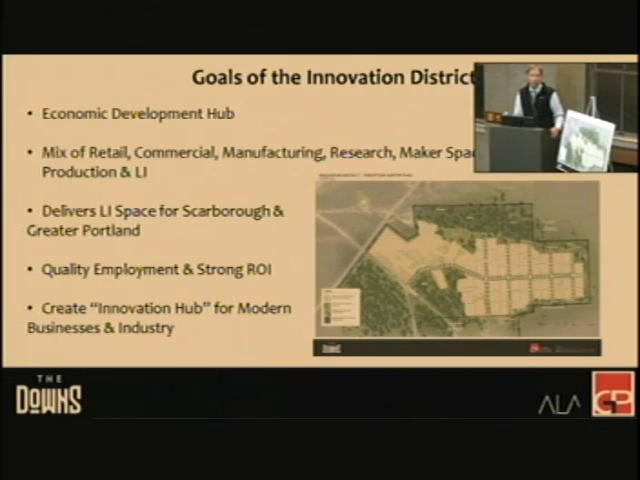 Goals of the Innovation District
• Economic Development Hub
• Mix of Retail, Commercial, Manufacturing, Research, Maker
Production & LI
• Delivers LI Space for Scarborough &
Greater Portland
• Quality Employment & Strong ROI
• Create “Innovation Hub” for Modern
Businesses & Industry
THE
DOWNS
ALA
GP